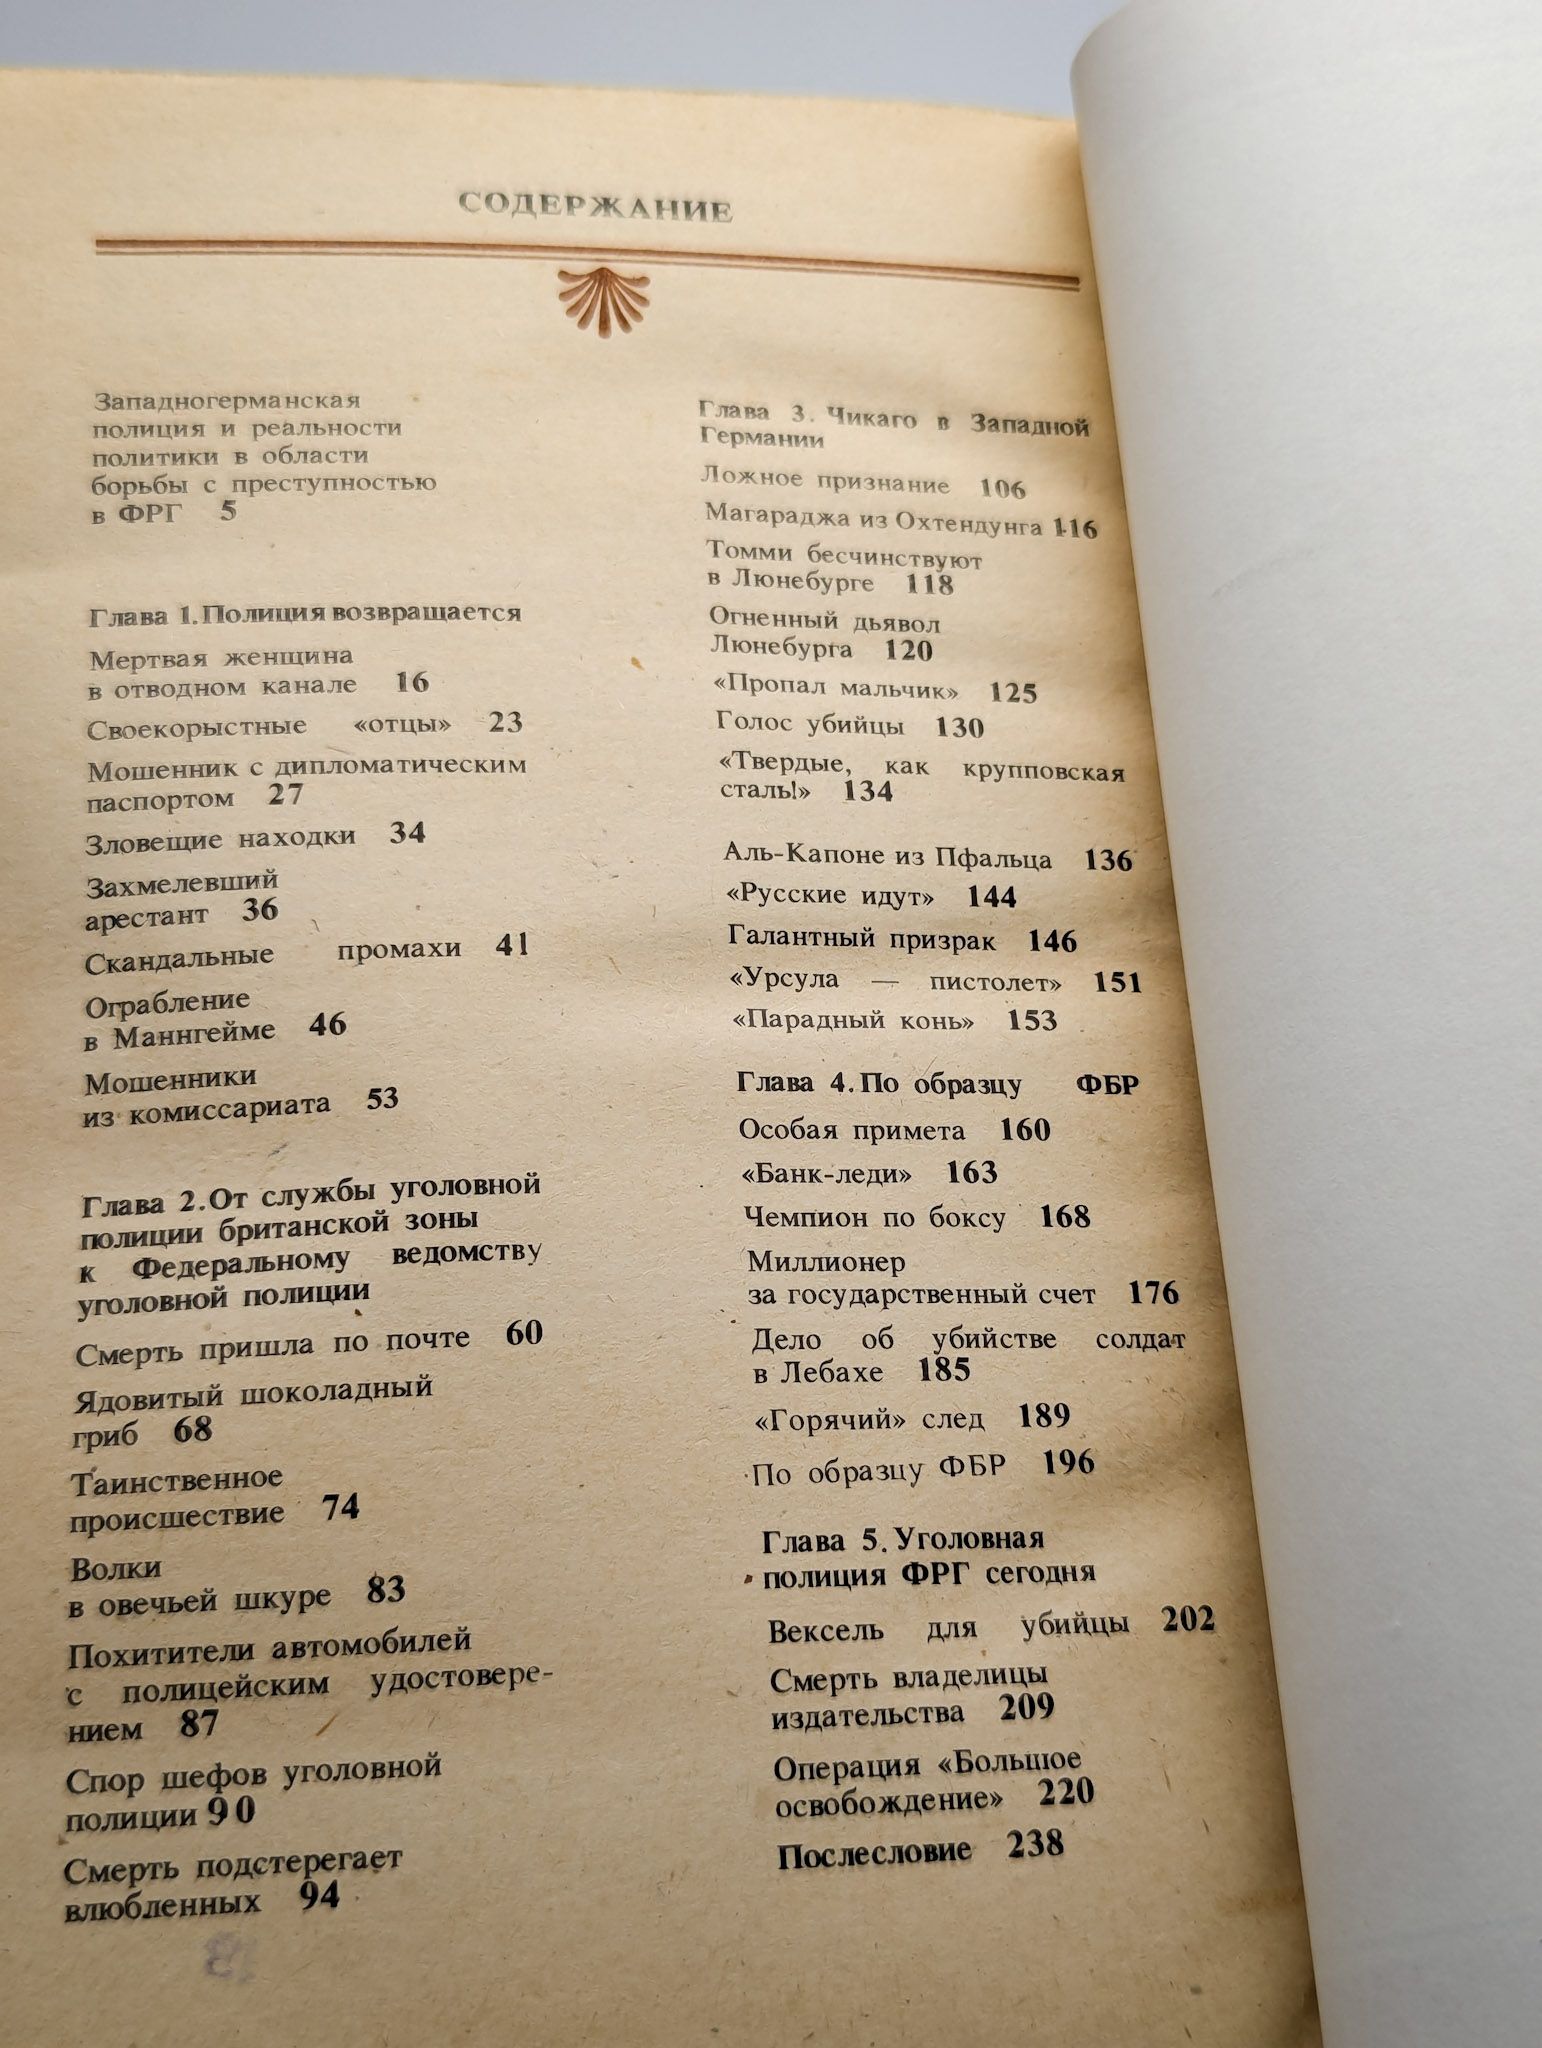 СОДЕРЖАНИЕ
Западногерманская
полиция и реальности
политики в области
борьбы с преступностью
в ФРГ 5
Глава 1. Полиция возвращается
Мертвая женщина
в отводном канале 16
Своекорыстные «отцы» 23
Мошенник с дипломатическим
паспортом 27
Зловещие находки 34
Захмелевший
арестант 36
Скандальные промахи 41
Ограбление
в Маннгейме 46
Мошенники
из комиссариата 53
Глава 2. От службы уголовной
полиции британской зоны
к Федеральному ведомству
уголовной полиции
Смерть пришла по почте 60
Ядовитый шоколадный
гриб 68
Таинственное
происшествие 74
Волки
в овечьей шкуре 83
Похитители автомобилей
с полицейским удостовере-
нием 87
Спор шефов уголовной
полиции 90
Смерть подстерегает
влюбленных 94
Глава 3. Чикаго в Западной
Германии
Ложное признание 106
Магараджа из Охтендунга 116
Томми бесчинствуют
в Люнебурге 118
Огненный дьявол
Люнебурга 120
«Пропал мальчик» 125
Голос убийцы 130
«Твердые, как крупповская
сталь!» 134
Аль-Капоне из Пфальца 136
«Русские идут» 144
Галантный призрак 146
«Урсула — пистолет» 151
«Парадный конь» 153
Глава 4. По образцу ФБР
Особая примета 160
«Банк-леди» 163
Чемпион по боксу 168
Миллионер
за государственный счет 176
Дело об убийстве солдат
в Лебахе 185
«Горячий» след 189
По образцу ФБР 196
Глава 5. Уголовная
полиция ФРГ сегодня
Вексель для убийцы 202
Смерть владелицы
издательства 209
Операция «Большое
освобождение» 220
Послесловие 238